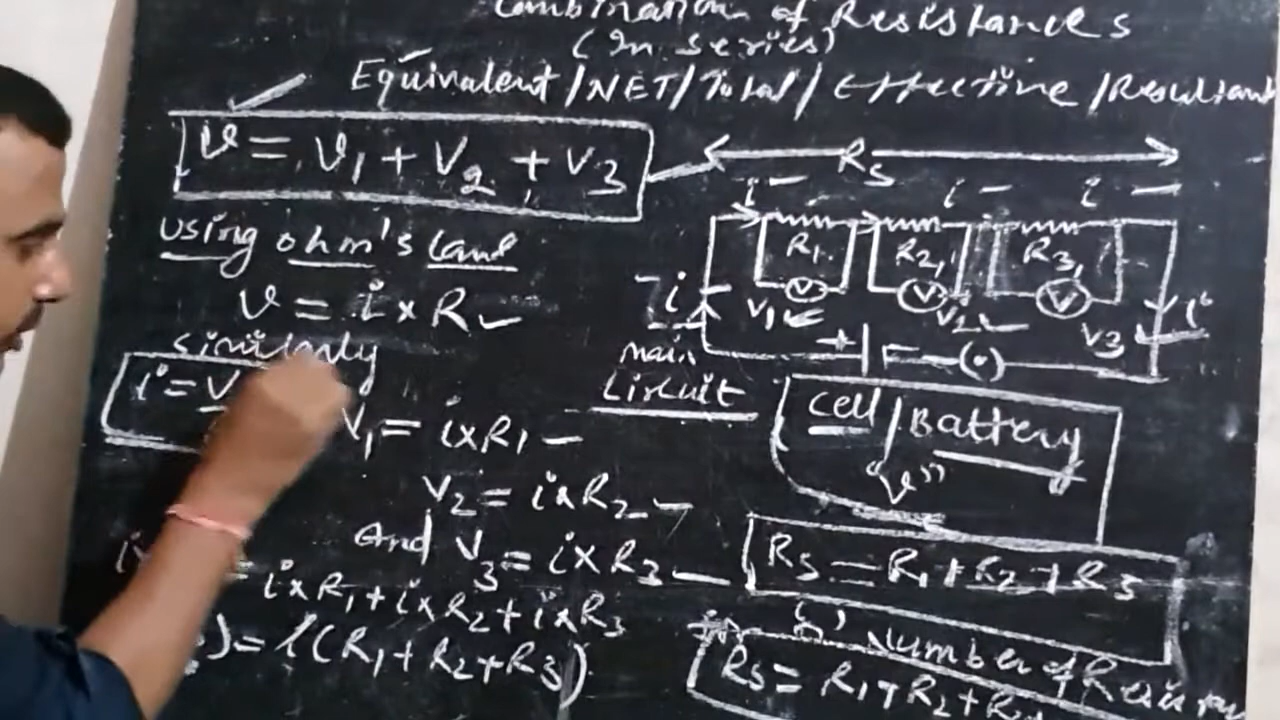 Combination of Resistances
(In series)
Equivalent/NET/Total/Effective/Resultant
v = v1 + V2 + V3
using ohm's Law
v = i×R
similarly
i = V
V1 = i×R1
V2 = i×R2
And V3 = i×R3
= i×R1+i×R2+i×R3
) = i(R1+R2+R3)
Rs
i i i
R1 R2 R3
V V V
i V1 V2 V3 i
+
main
Circuit
Cell/Battery
"v"
Rs = R1+R2+R3
Number of
Rs = R1+R2+